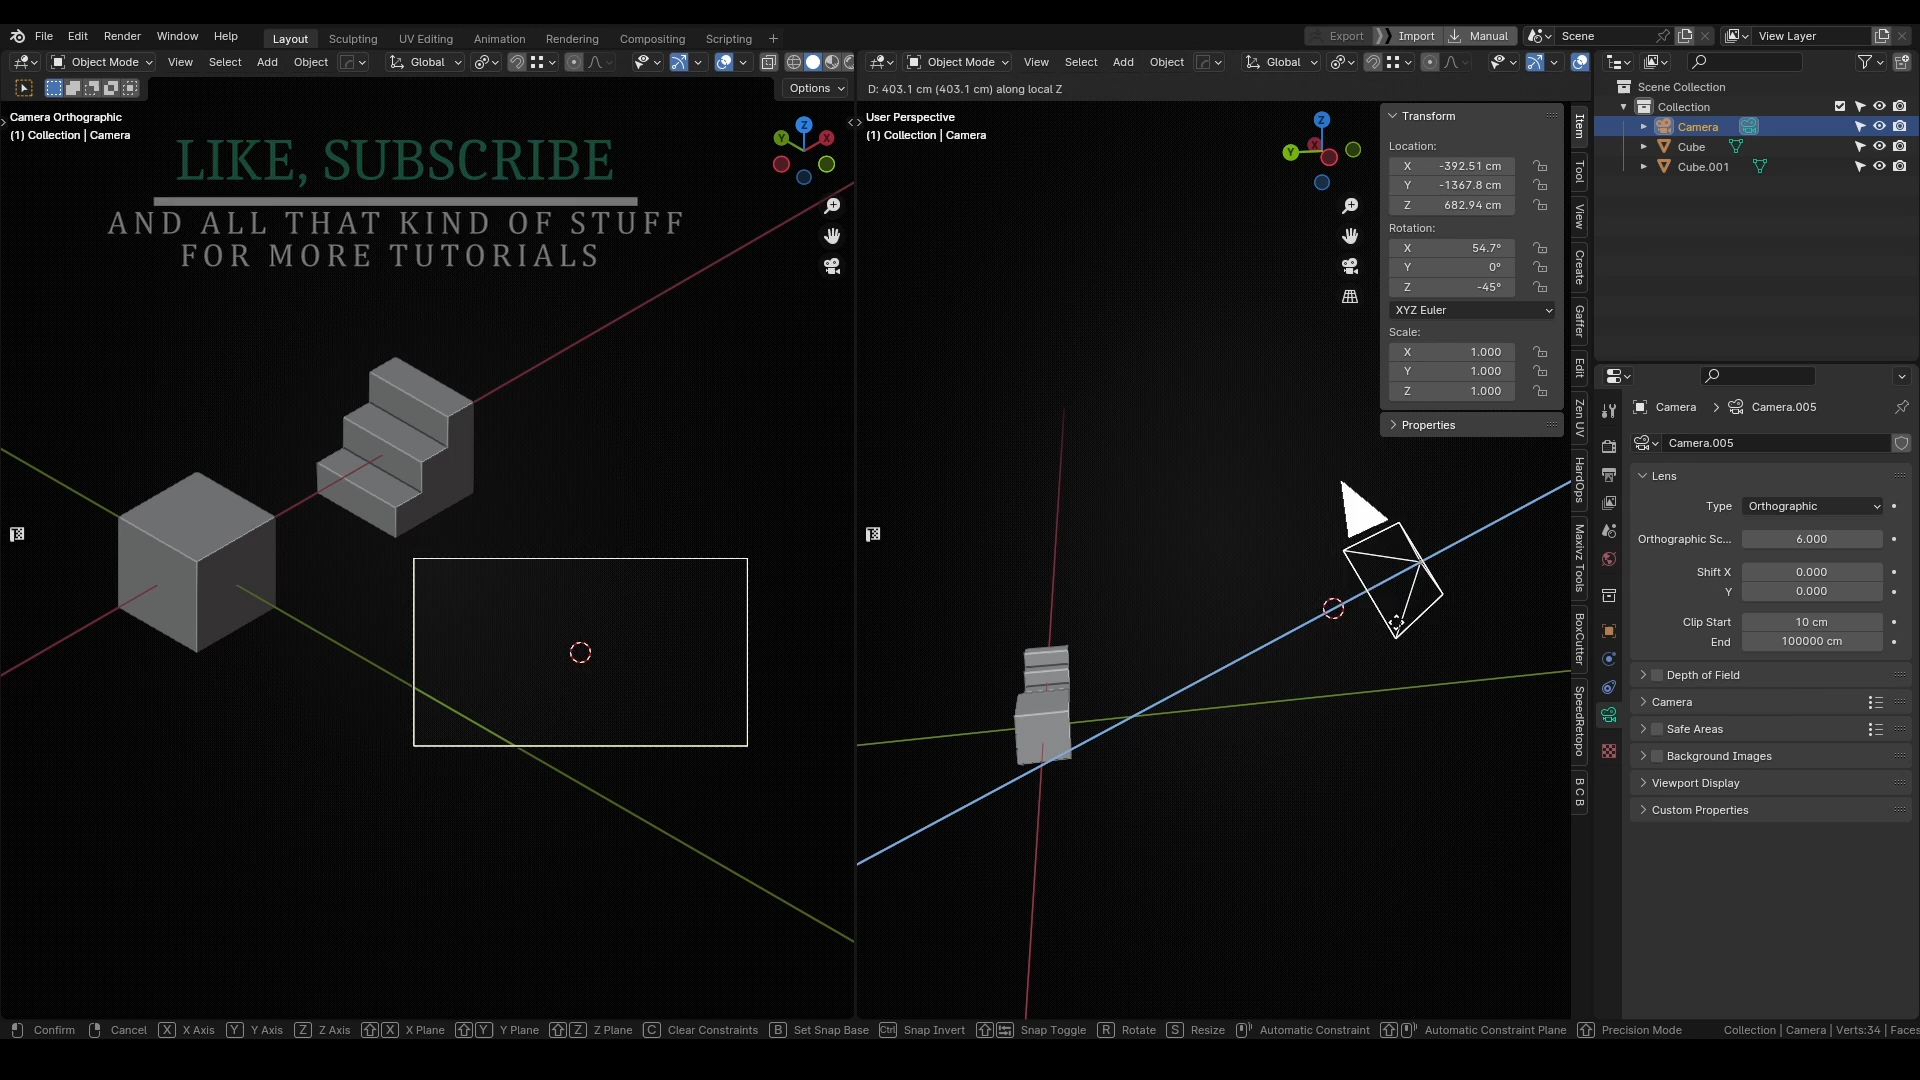 File Edit Render Window Help Layout Sculpting UV Editing Animation Rendering Compositing Scripting + Export Import Manual Scene View Layer
Object Mode View Select Add Object Global Object Mode View Select Add Object Global
Options
D: 403.1 cm (403.1 cm) along local Z
Camera Orthographic
(1) Collection | Camera
LIKE, SUBSCRIBE
AND ALL THAT KIND OF STUFF
FOR MORE TUTORIALS
Z
Y
X
User Perspective
(1) Collection | Camera
Z
Y
X
Transform
Location:
X -392.51 cm
Y -1367.8 cm
Z 682.94 cm
Rotation:
X 54.7°
Y 0°
Z -45°
XYZ Euler
Scale:
X 1.000
Y 1.000
Z 1.000
Properties
Item
Tool
View
Create
Gaffer
Edit
Zen UV
HardOps
Maxivz Tools
BoxCutter
SpeedRetopo
B C B
Scene Collection
Collection
Camera
Cube
Cube.001
Camera > Camera.005
Camera.005
Lens
Type Orthographic
Orthographic Sc... 6.000
Shift X 0.000
Y 0.000
Clip Start 10 cm
End 100000 cm
Depth of Field
Camera
Safe Areas
Background Images
Viewport Display
Custom Properties
Confirm Cancel X X Axis Y Y Axis Z Z Axis X X Plane Y Y Plane Z Z Plane C Clear Constraints B Set Snap Base Ctrl Snap Invert Snap Toggle R Rotate S Resize Automatic Constraint Automatic Constraint Plane Precision Mode Collection | Camera | Verts:34 | Faces